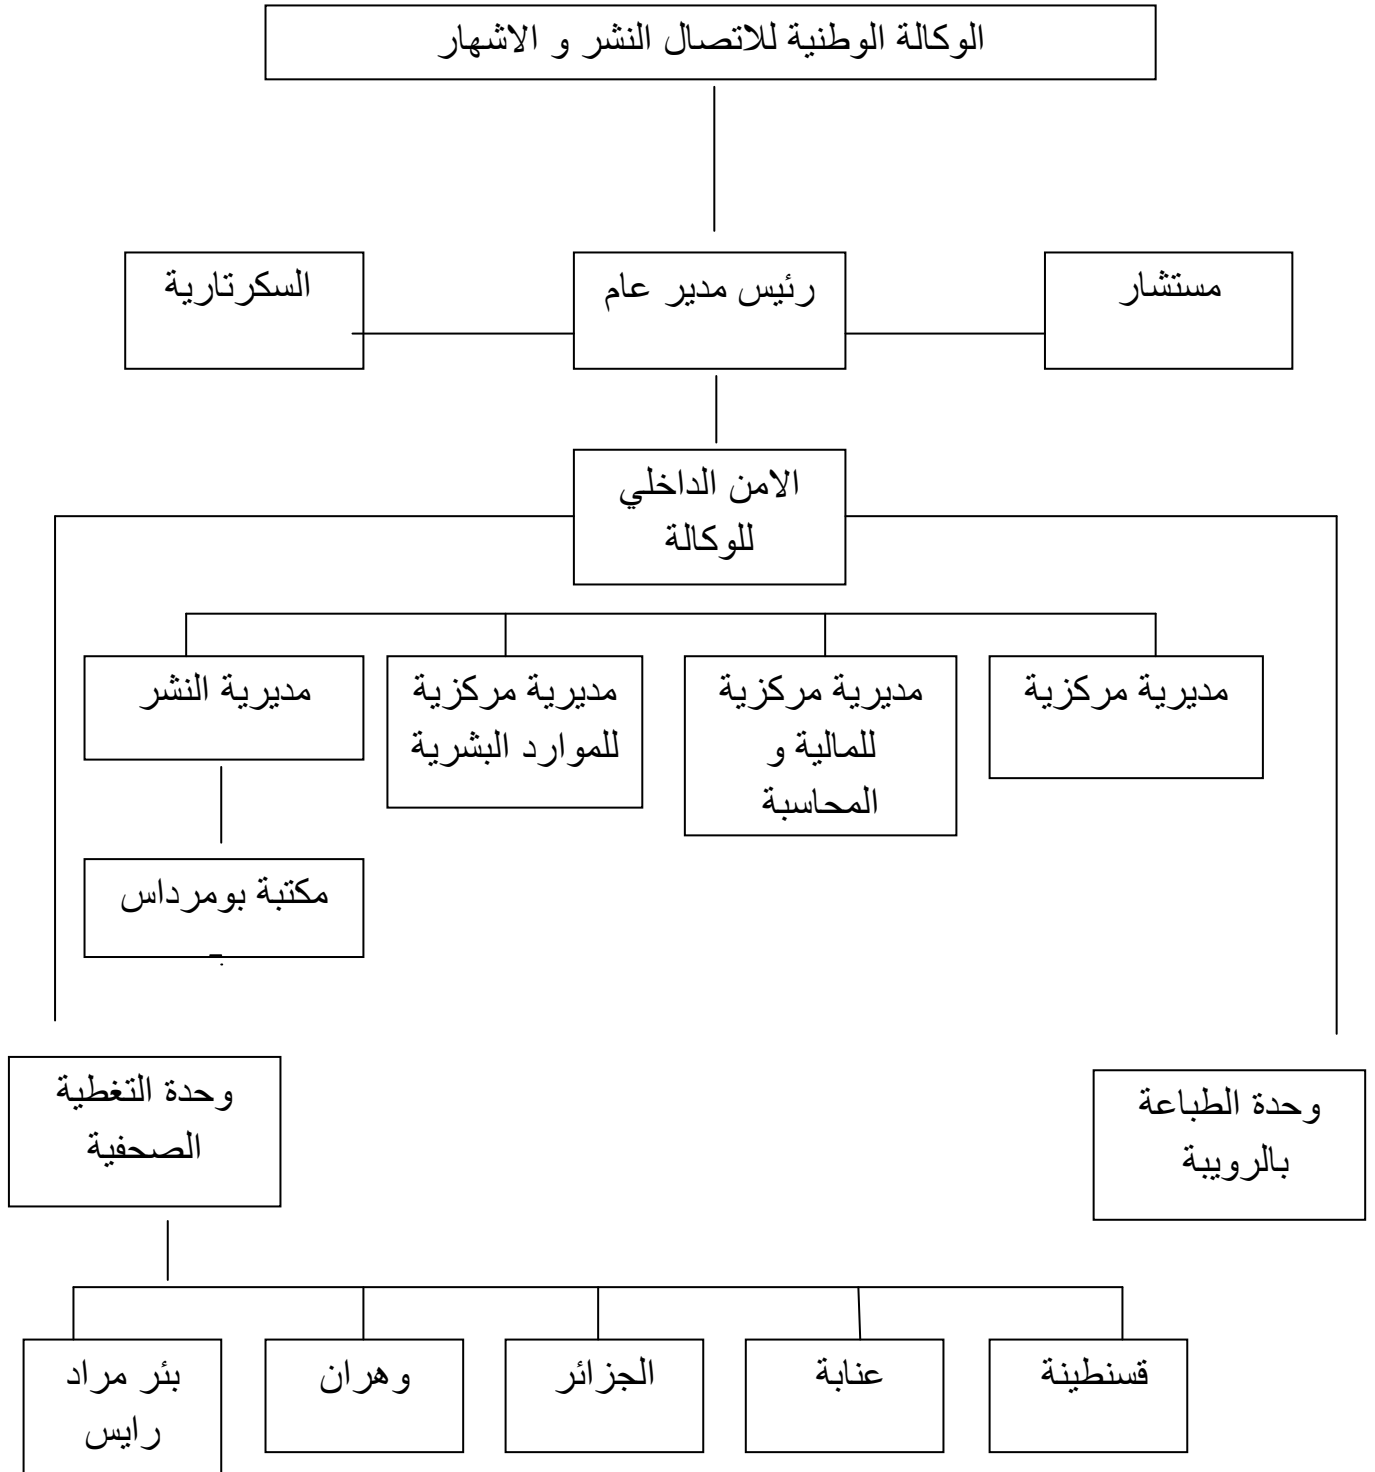 الوكالة الوطنية للاتصال النشر و الاشهار
مستشار
رئيس مدير عام
السكرتارية
الامن الداخلي
للوكالة
مديرية مركزية
مديرية مركزية
للمالية و
المحاسبة
مديرية مركزية
للموارد البشرية
مديرية النشر
مكتبة بومرداس
وحدة الطباعة
بالرويبة
وحدة التغطية
الصحفية
قسنطينة
عنابة
الجزائر
وهران
بئر مراد
رايس